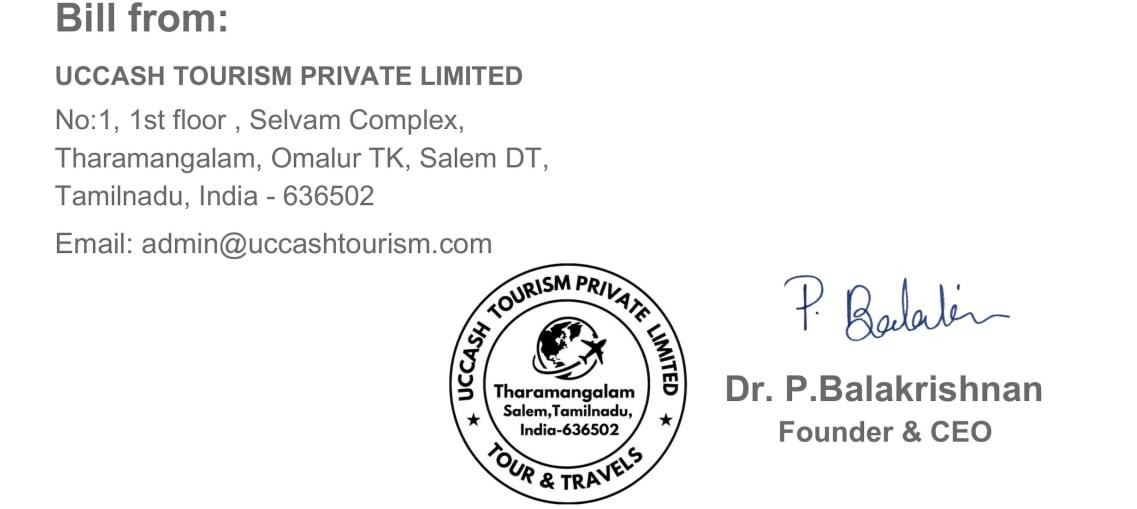 Bill from:
UCCASH TOURISM PRIVATE LIMITED
No:1, 1st floor , Selvam Complex,
Tharamangalam, Omalur TK, Salem DT,
Tamilnadu, India - 636502
Email: admin@uccashtourism.com
UCCASH TOURISM PRIVATE LIMITED
Tharamangalam
Salem,Tamilnadu,
India-636502
★ TOUR & TRAVELS ★
P. Balakrishnan
Dr. P.Balakrishnan
Founder & CEO